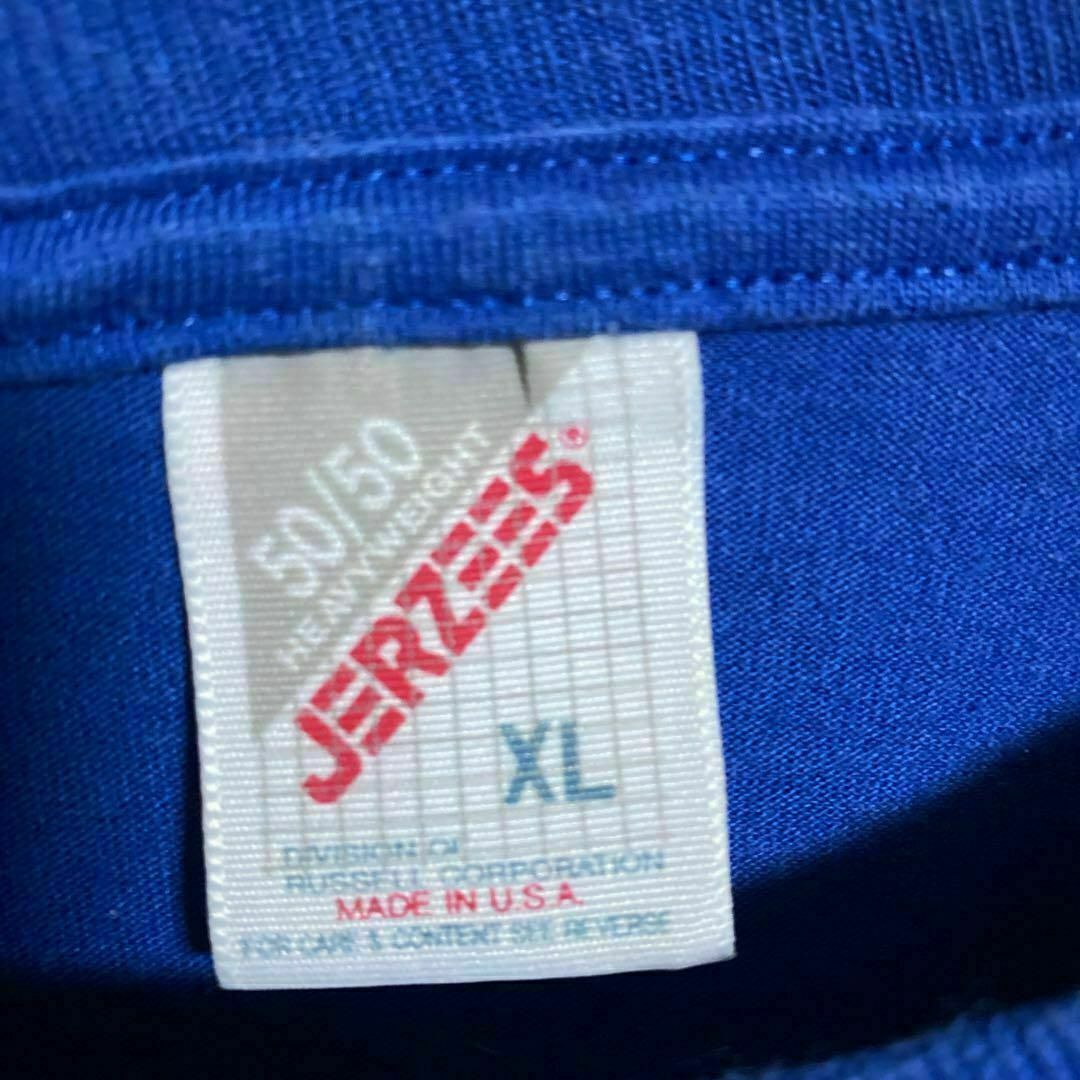 50/50
HEAVYWEIGHT
JERZEES®
XL
DIVISION OF
RUSSELL CORPORATION
MADE IN U.S.A.
FOR CARE & CONTENT SEE REVERSE